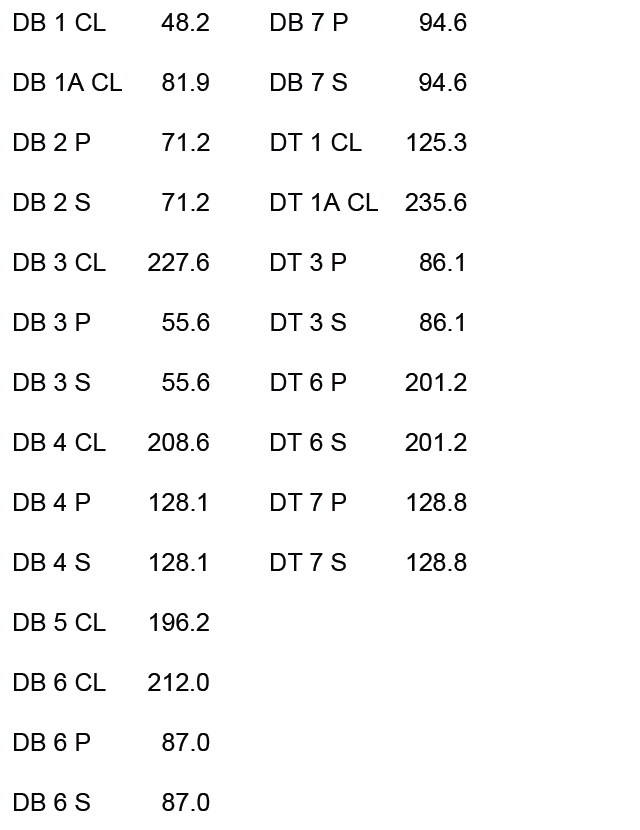 DB 1 CL 48.2
DB 1A CL 81.9
DB 2 P 71.2
DB 2 S 71.2
DB 3 CL 227.6
DB 3 P 55.6
DB 3 S 55.6
DB 4 CL 208.6
DB 4 P 128.1
DB 4 S 128.1
DB 5 CL 196.2
DB 6 CL 212.0
DB 6 P 87.0
DB 6 S 87.0
DB 7 P 94.6
DB 7 S 94.6
DT 1 CL 125.3
DT 1A CL 235.6
DT 3 P 86.1
DT 3 S 86.1
DT 6 P 201.2
DT 6 S 201.2
DT 7 P 128.8
DT 7 S 128.8